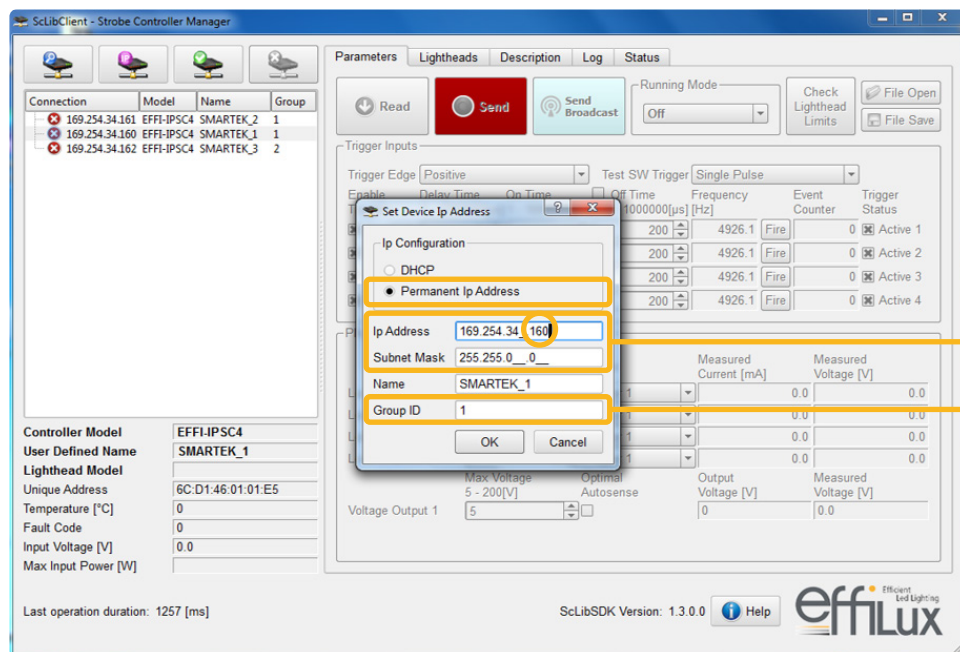 ScLibClient - Strobe Controller Manager
Connection Model Name Group
169.254.34.161 EFFI-IPSC4 SMARTEK_2 1
169.254.34.160 EFFI-IPSC4 SMARTEK_1 1
169.254.34.162 EFFI-IPSC4 SMARTEK_3 2
Controller Model EFFI-IPSC4
User Defined Name SMARTEK_1
Lighthead Model
Unique Address 6C:D1:46:01:01:E5
Temperature [°C] 0
Fault Code 0
Input Voltage [V] 0.0
Max Input Power [W]
Last operation duration: 1257 [ms]
Parameters Lightheads Description Log Status
Read
Send
Send
Broadcast
Running Mode
Off
Check
Lighthead
Limits
File Open
File Save
Trigger Inputs
Trigger Edge Positive Test SW Trigger Single Pulse
Enable Delay Time On Time Off Time Frequency Event Trigger
1000000[µs] [Hz] Counter Status
200 4926.1 Fire 0 Active 1
200 4926.1 Fire 0 Active 2
200 4926.1 Fire 0 Active 3
200 4926.1 Fire 0 Active 4
Set Device Ip Address
Ip Configuration
DHCP
Permanent Ip Address
Ip Address 169.254.34_.160
Subnet Mask 255.255.0__.0__
Name SMARTEK_1
Group ID 1
OK Cancel
Measured Measured
Current [mA] Voltage [V]
1 0.0 0.0
0.0 0.0
1 0.0 0.0
1 0.0 0.0
Max Voltage Optimal Output Measured
5 - 200[V] Autosense Voltage [V] Voltage [V]
Voltage Output 1 5 0 0.0
ScLibSDK Version: 1.3.0.0 Help
effiLUX
Efficient
Led Lighting